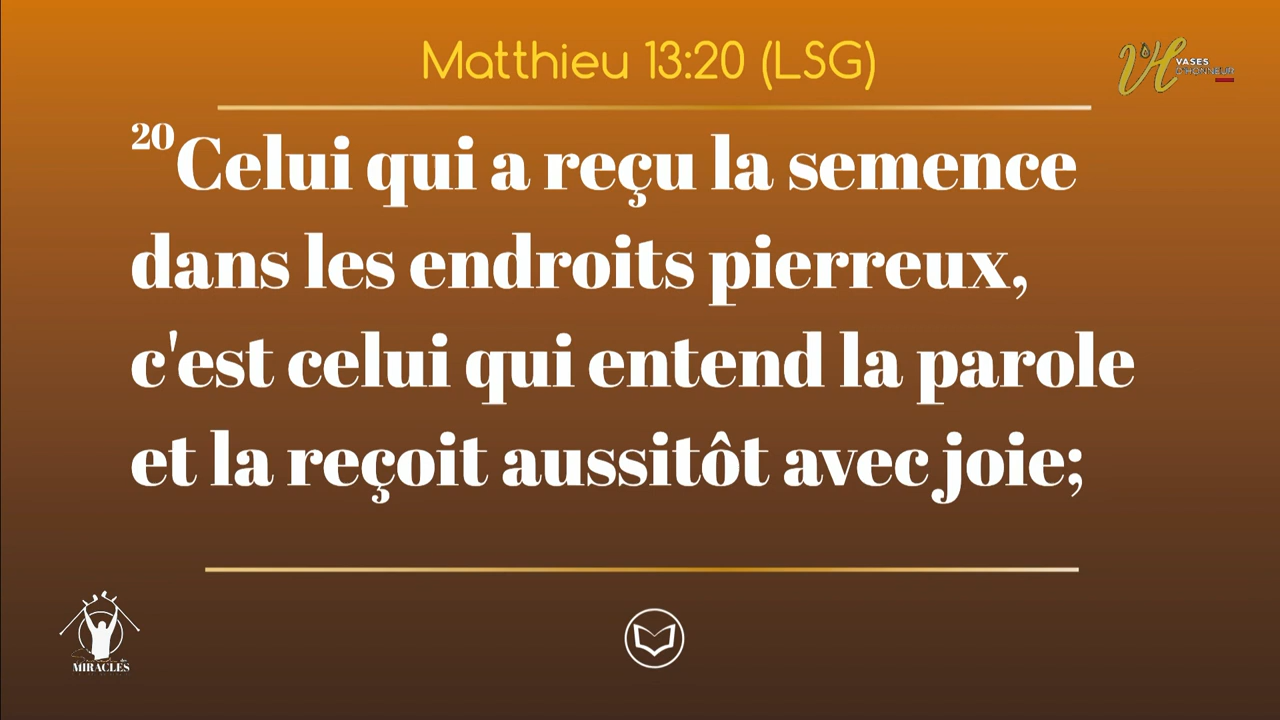 Matthieu 13:20 (LSG)
VASES
D'HONNEUR
20Celui qui a reçu la semence
dans les endroits pierreux,
c'est celui qui entend la parole
et la reçoit aussitôt avec joie;
MIRACLES